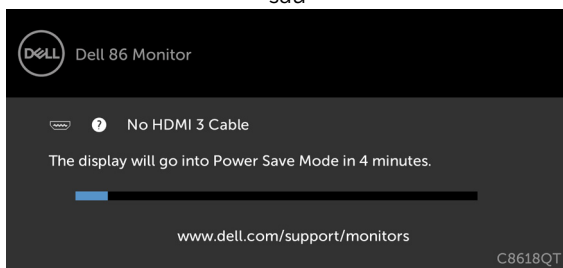 sau
DELL
Dell 86 Monitor
? No HDMI 3 Cable
The display will go into Power Save Mode in 4 minutes.
www.dell.com/support/monitors
C8618QT